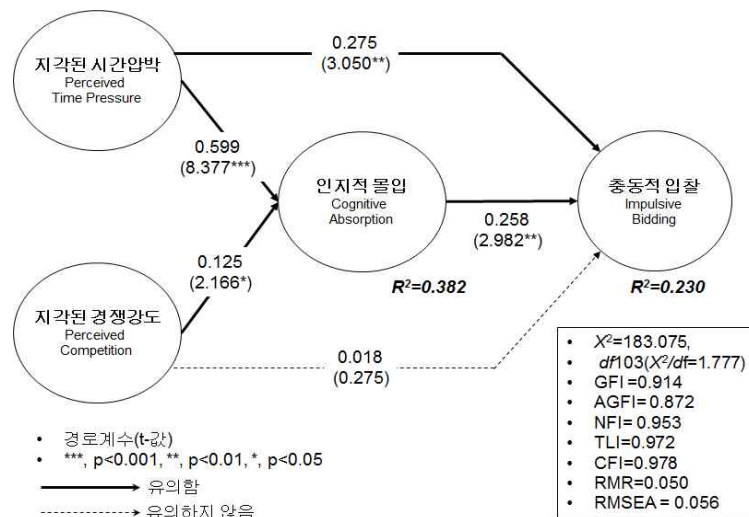 지각된 시간압박
Perceived
Time Pressure
0.275
(3.050**)
0.599
(8.377***)
인지적 몰입
Cognitive
Absorption
충동적 입찰
Impulsive
Bidding
0.258
(2.982**)
0.125
(2.166*)
R²=0.382
R²=0.230
지각된 경쟁강도
Perceived
Competition
0.018
(0.275)
• X²=183.075,
• df103(X²/df=1.777)
• GFI=0.914
• AGFI=0.872
• NFI=0.953
• TLI=0.972
• CFI=0.978
• RMR=0.050
• RMSEA = 0.056
• 경로계수(t-값)
• ***, p<0.001, **, p<0.01, *, p<0.05
유의함
유의하지 않음